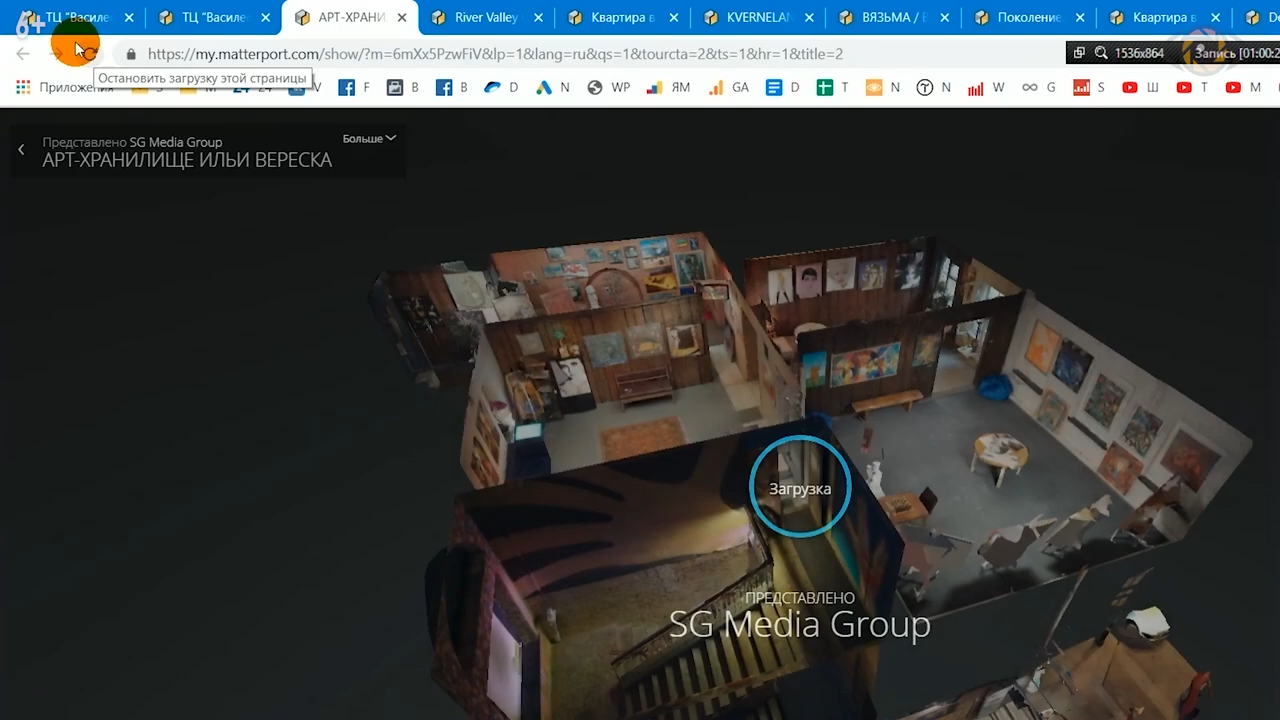 6+
ТЦ "Василе
ТЦ "Василе
АРТ-ХРАНИ
River Valley
Квартира в
KVERNELAN
ВЯЗЬМА /
Поколение
Квартира в
https://my.matterport.com/show/?m=6mXx5PzwFiV&lp=1&lang=ru&qs=1&tourcta=2&ts=1&hr=1&title=2
1536x864
Запись [01:00:2
Остановить загрузку этой страницы
Приложения
V
F
B
B
D
N
WP
ЯМ
GA
D
T
N
N
W
G
S
Ш
T
M
Представлено SG Media Group
Больше
АРТ-ХРАНИЛИЩЕ ИЛЬИ ВЕРЕСКА
Загрузка
ПРЕДСТАВЛЕНО
SG Media Group